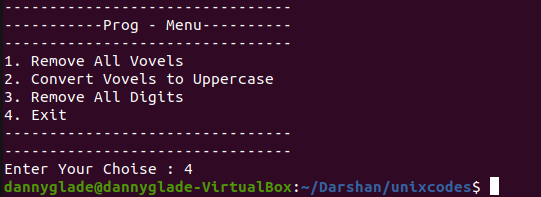 --------------------------------
-----------Prog - Menu----------
--------------------------------
1. Remove All Vovels
2. Convert Vovels to Uppercase
3. Remove All Digits
4. Exit
--------------------------------
--------------------------------
Enter Your Choise : 4
dannyglade@dannyglade-VirtualBox:~/Darshan/unixcodes$